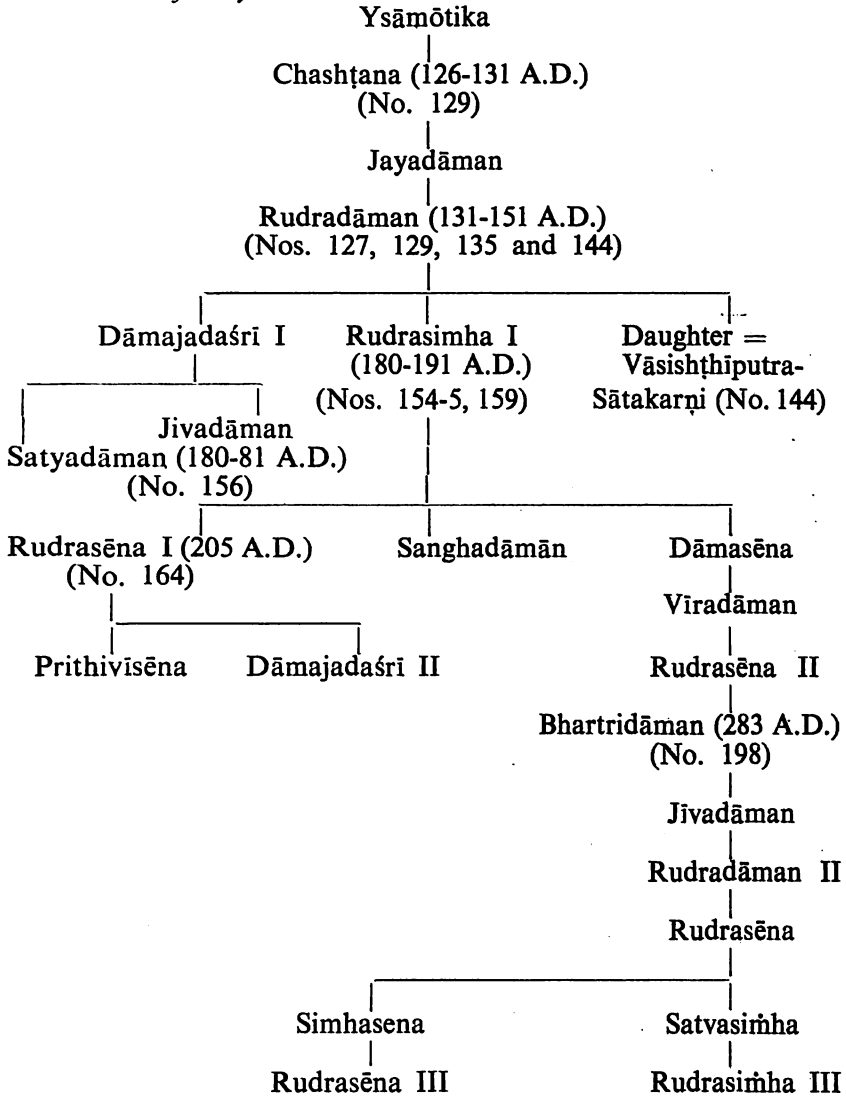 Ysāmōtika
Chashṭana (126-131 A.D.)
(No. 129)
Jayadāman
Rudradāman (131-151 A.D.)
(Nos. 127, 129, 135 and 144)
Dāmajadaśrī I
Rudrasimha I
(180-191 A.D.)
(Nos. 154-5, 159)
Daughter =
Vāsishṭhīputra-
Sātakarṇi (No. 144)
Jivadāman
Satyadāman (180-81 A.D.)
(No. 156)
Rudrasēna I (205 A.D.)
(No. 164)
Sanghadāmān
Dāmasēna
Vīradāman
Prithivīsēna
Dāmajadaśrī II
Rudrasēna II
Bhartridāman (283 A.D.)
(No. 198)
Jīvadāman
Rudradāman II
Rudrasēna
Simhasena
Satvasiṁha
Rudrasēna III
Rudrasiṁha III